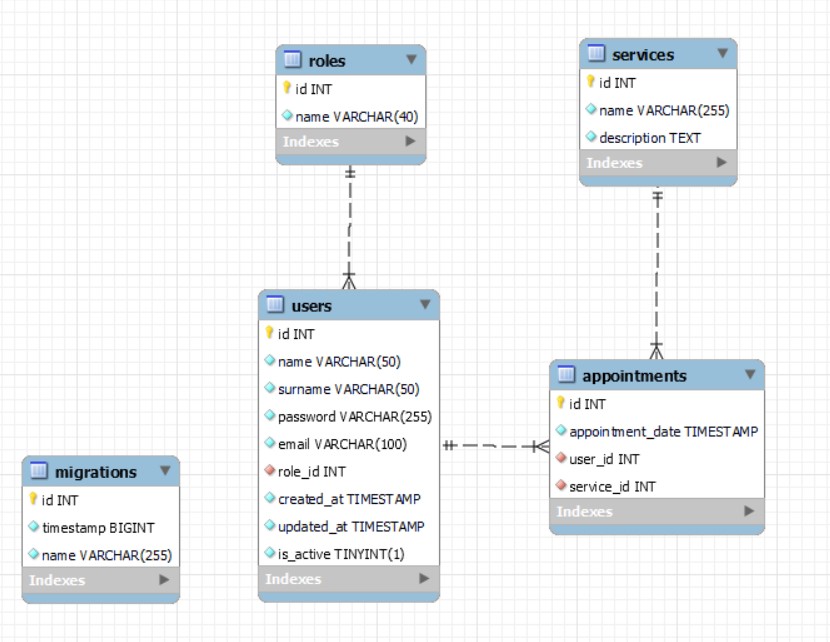 roles
id INT
name VARCHAR(40)
Indexes
services
id INT
name VARCHAR(255)
description TEXT
Indexes
users
id INT
name VARCHAR(50)
surname VARCHAR(50)
password VARCHAR(255)
email VARCHAR(100)
role_id INT
created_at TIMESTAMP
updated_at TIMESTAMP
is_active TINYINT(1)
Indexes
appointments
id INT
appointment_date TIMESTAMP
user_id INT
service_id INT
Indexes
migrations
id INT
timestamp BIGINT
name VARCHAR(255)
Indexes